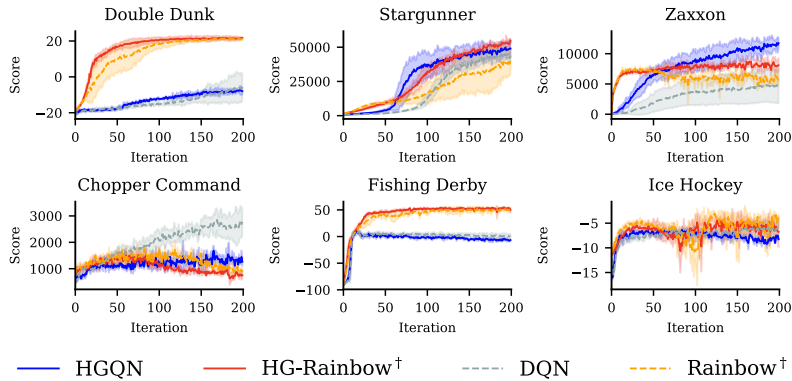 Double Dunk
Stargunner
Zaxxon
20
0
−20
Score
0 50 100 150 200
Iteration
50000
25000
0
Score
0 50 100 150 200
Iteration
10000
5000
0
Score
0 50 100 150 200
Iteration
Chopper Command
Fishing Derby
Ice Hockey
3000
2000
1000
Score
0 50 100 150 200
Iteration
50
0
−50
−100
Score
0 50 100 150 200
Iteration
−5
−10
−15
Score
0 50 100 150 200
Iteration
HGQN HG-Rainbow† DQN Rainbow†